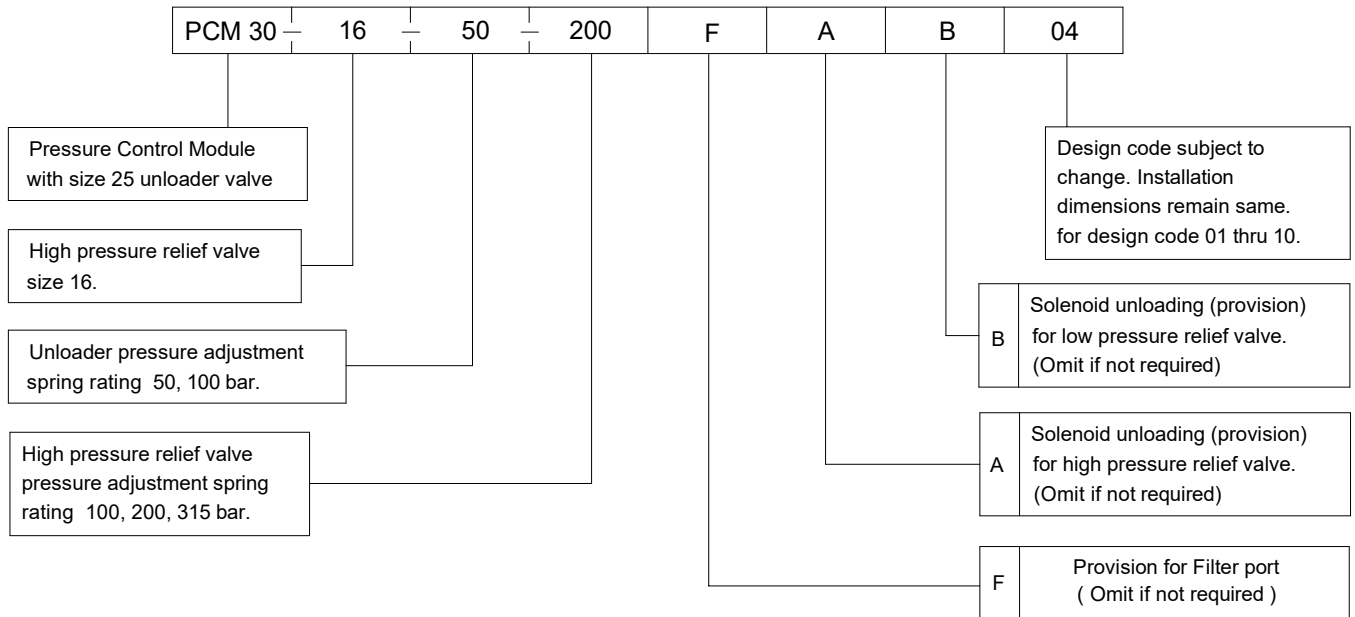 PCM 30 — 16 — 50 — 200 F A B 04
Pressure Control Module
with size 25 unloader valve
High pressure relief valve
size 16.
Unloader pressure adjustment
spring rating 50, 100 bar.
High pressure relief valve
pressure adjustment spring
rating 100, 200, 315 bar.
Design code subject to
change. Installation
dimensions remain same.
for design code 01 thru 10.
B
Solenoid unloading (provision)
for low pressure relief valve.
(Omit if not required)
A
Solenoid unloading (provision)
for high pressure relief valve.
(Omit if not required)
F
Provision for Filter port
( Omit if not required )